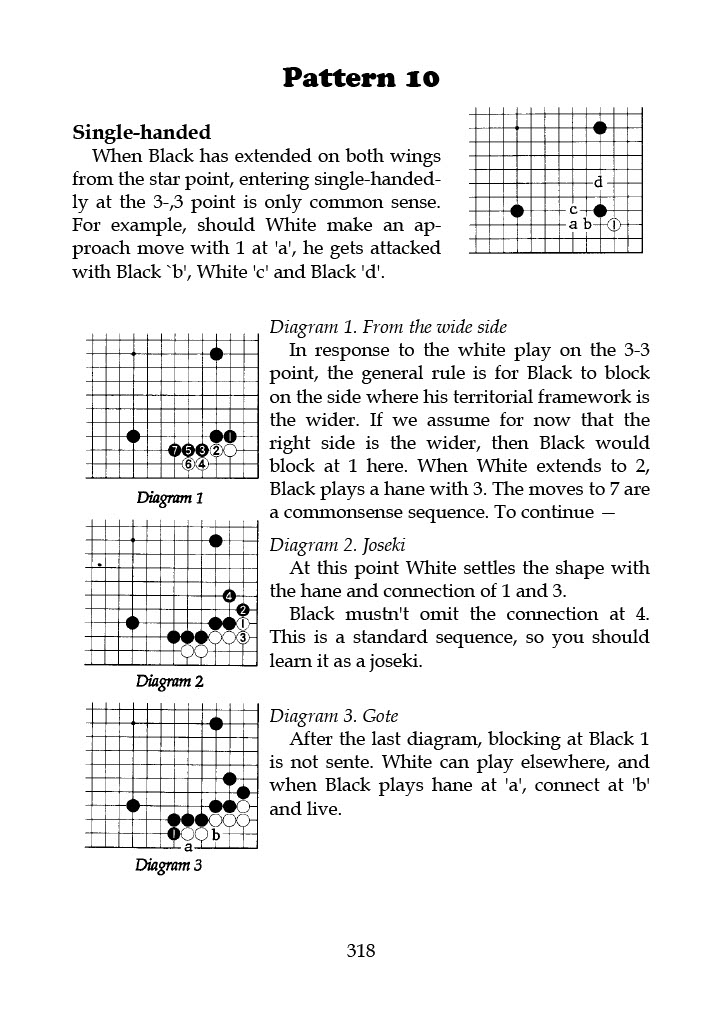 Pattern 10
Single-handed
When Black has extended on both wings
from the star point, entering single-handed-
ly at the 3-,3 point is only common sense.
For example, should White make an ap-
proach move with 1 at 'a', he gets attacked
with Black `b', White 'c' and Black 'd'.
d
c
a b 1
Diagram 1. From the wide side
In response to the white play on the 3-3
point, the general rule is for Black to block
on the side where his territorial framework is
the wider. If we assume for now that the
right side is the wider, then Black would
block at 1 here. When White extends to 2,
Black plays a hane with 3. The moves to 7 are
a commonsense sequence. To continue —
1
7 5 3 2
6 4
Diagram 1
Diagram 2. Joseki
At this point White settles the shape with
the hane and connection of 1 and 3.
Black mustn't omit the connection at 4.
This is a standard sequence, so you should
learn it as a joseki.
4
2
1
3
Diagram 2
Diagram 3. Gote
After the last diagram, blocking at Black 1
is not sente. White can play elsewhere, and
when Black plays hane at 'a', connect at 'b'
and live.
1 b
a
Diagram 3
318